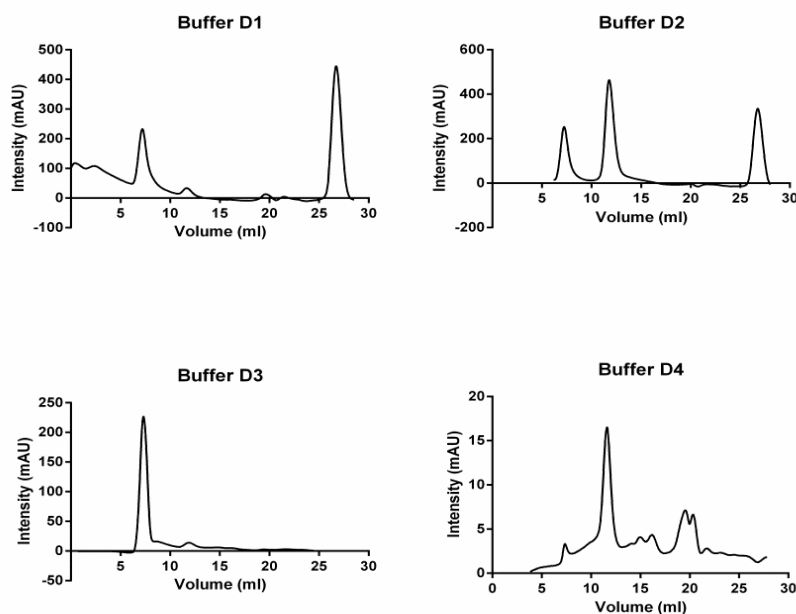 Buffer D1
Intensity (mAU)
500
400
300
200
100
0
-100
5 10 15 20 25 30
Volume (ml)
Buffer D2
Intensity (mAU)
600
400
200
0
-200
5 10 15 20 25 30
Volume (ml)
Buffer D3
Intensity (mAU)
250
200
150
100
50
0
-50
5 10 15 20 25 30
Volume (ml)
Buffer D4
Intensity (mAU)
20
15
10
5
0
0 5 10 15 20 25 30
Volume (ml)